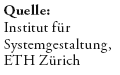 Quelle:
Institut für
Systemgestaltung,
ETH Zürich